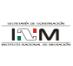 SECRETARÍA DE GOBERNACIÓN
INM
INSTITUTO NACIONAL DE MIGRACIÓN